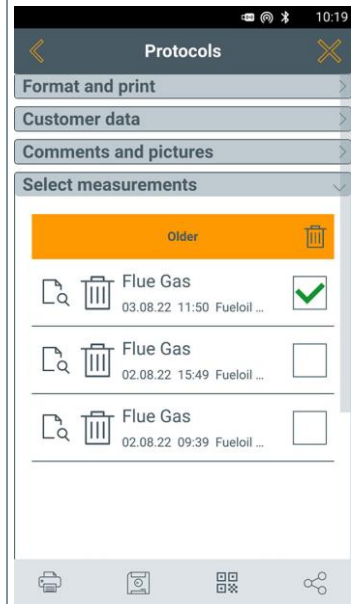 10:19
Protocols
Format and print
Customer data
Comments and pictures
Select measurements
Older
Flue Gas
03.08.22 11:50 Fueloil ...
Flue Gas
02.08.22 15:49 Fueloil ...
Flue Gas
02.08.22 09:39 Fueloil ...